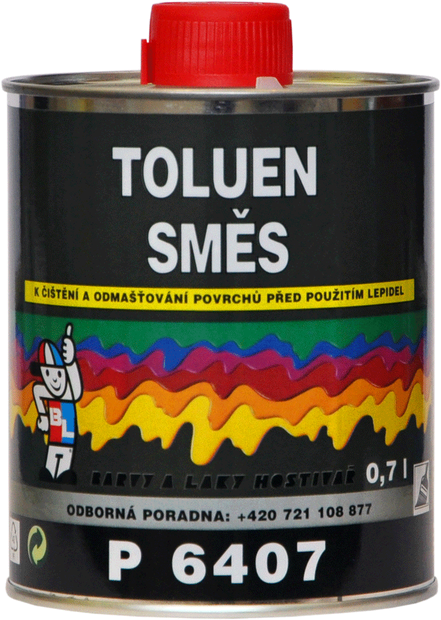 TOLUEN
SMĚS
K ČIŠTĚNÍ A ODMAŠŤOVÁNÍ POVRCHŮ PŘED POUŽITÍM LEPIDEL
BLT
BARVY A LAKY HOSTIVAŘ 0,7 l
ODBORNÁ PORADNA: +420 721 108 877
P 6407